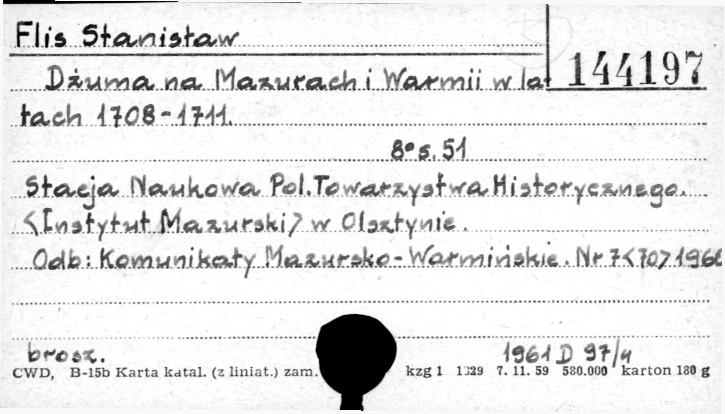 Flis Stanisław
144197
Dżuma na Mazurach i Warmii w la-
tach 1708-1711.
8° s. 51
Stacja Naukowa Pol. Towarzystwa Historycznego.
<Instytut Mazurski> w Olsztynie.
Odb: Komunikaty Mazursko-Warmińskie. Nr 7<70> 1960
brosz.
1961 D 97/4
CWD, B-15b Karta katal. (z liniat.) zam. kzg 1 1329 7. 11. 59 580.000 karton 180 g